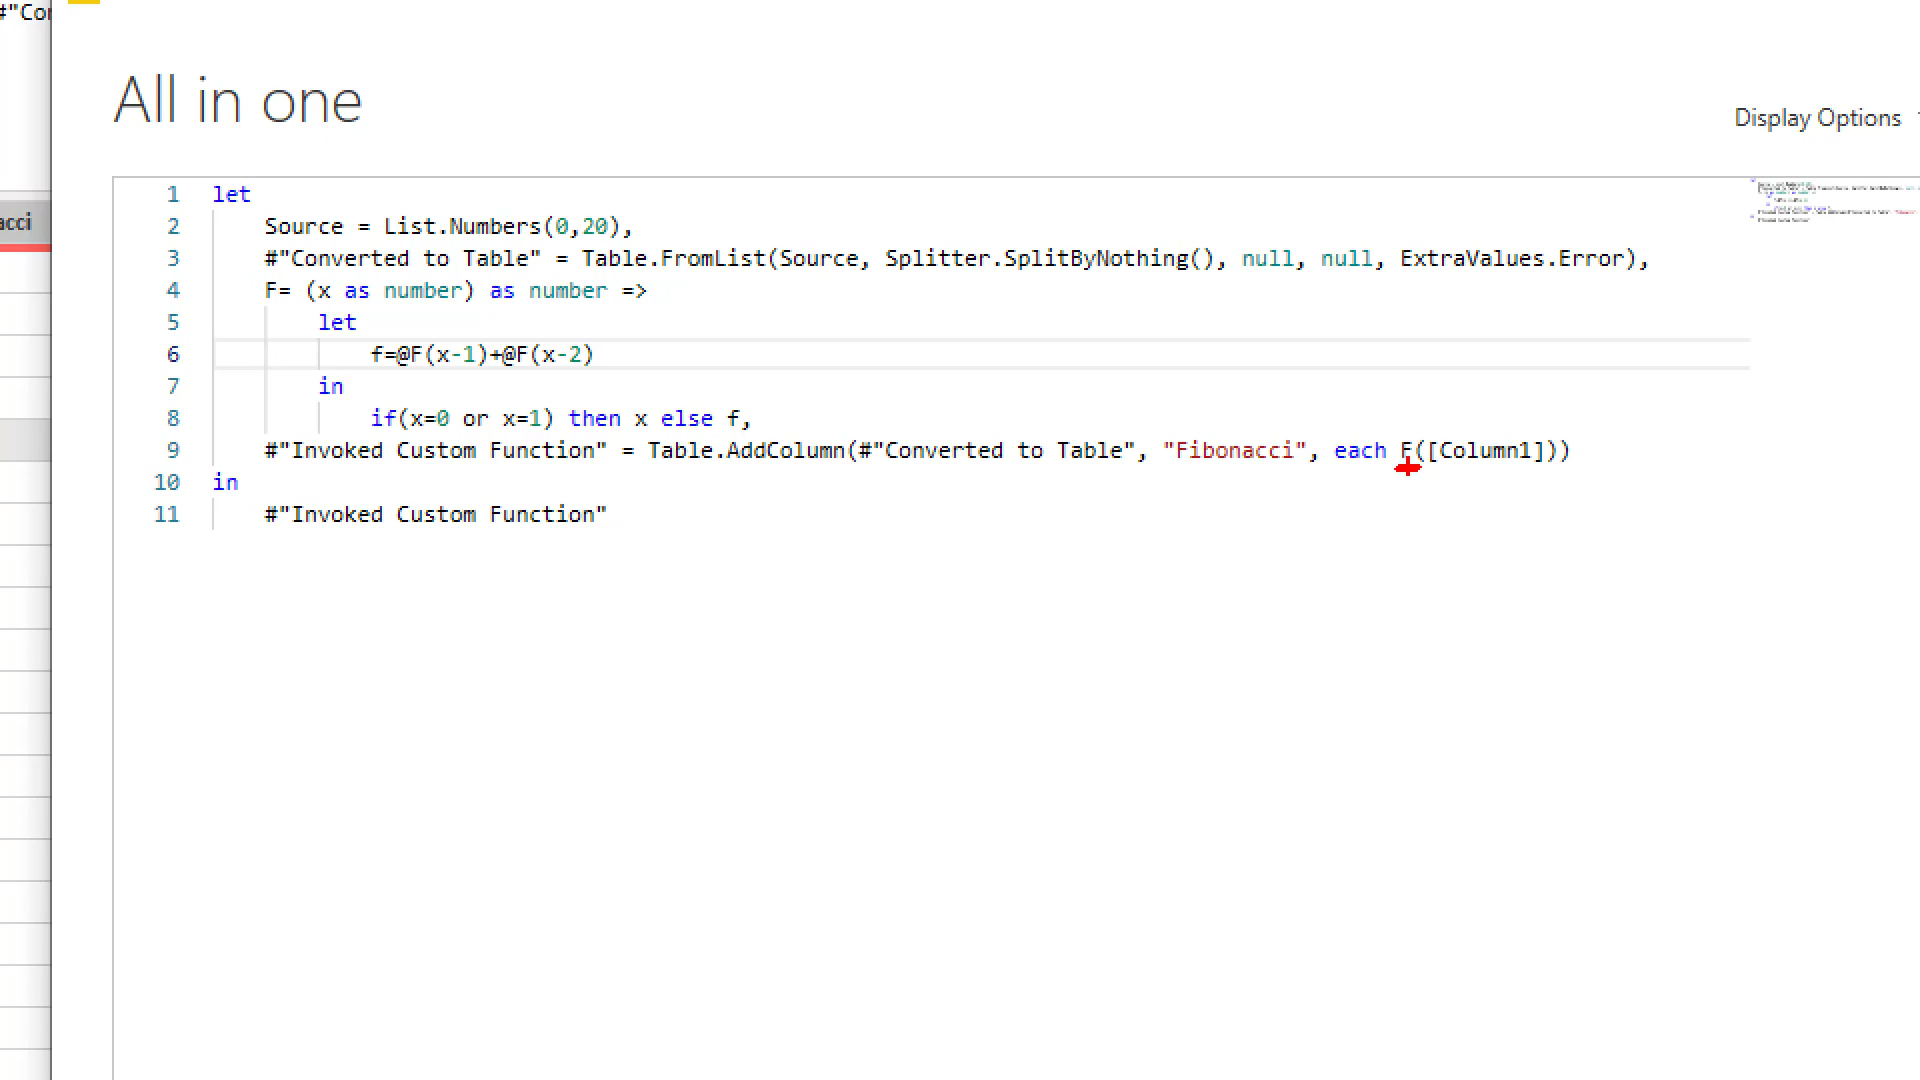 #"Co
All in one
Display Options
acci
1 let
2 Source = List.Numbers(0,20),
3 #"Converted to Table" = Table.FromList(Source, Splitter.SplitByNothing(), null, null, ExtraValues.Error),
4 F= (x as number) as number =>
5 let
6 f=@F(x-1)+@F(x-2)
7 in
8 if(x=0 or x=1) then x else f,
9 #"Invoked Custom Function" = Table.AddColumn(#"Converted to Table", "Fibonacci", each F([Column1]))
10 in
11 #"Invoked Custom Function"